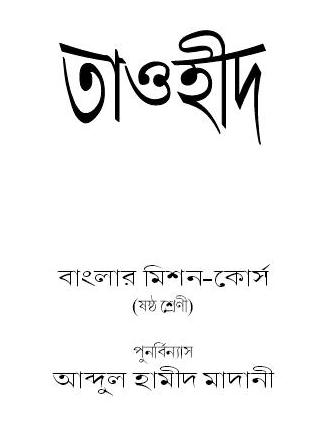 তাওহীদ
বাংলার মিশন-কোর্স
(ষষ্ঠ শ্রেণী)
পুনর্বিন্যাস
আব্দুল হামীদ মাদানী